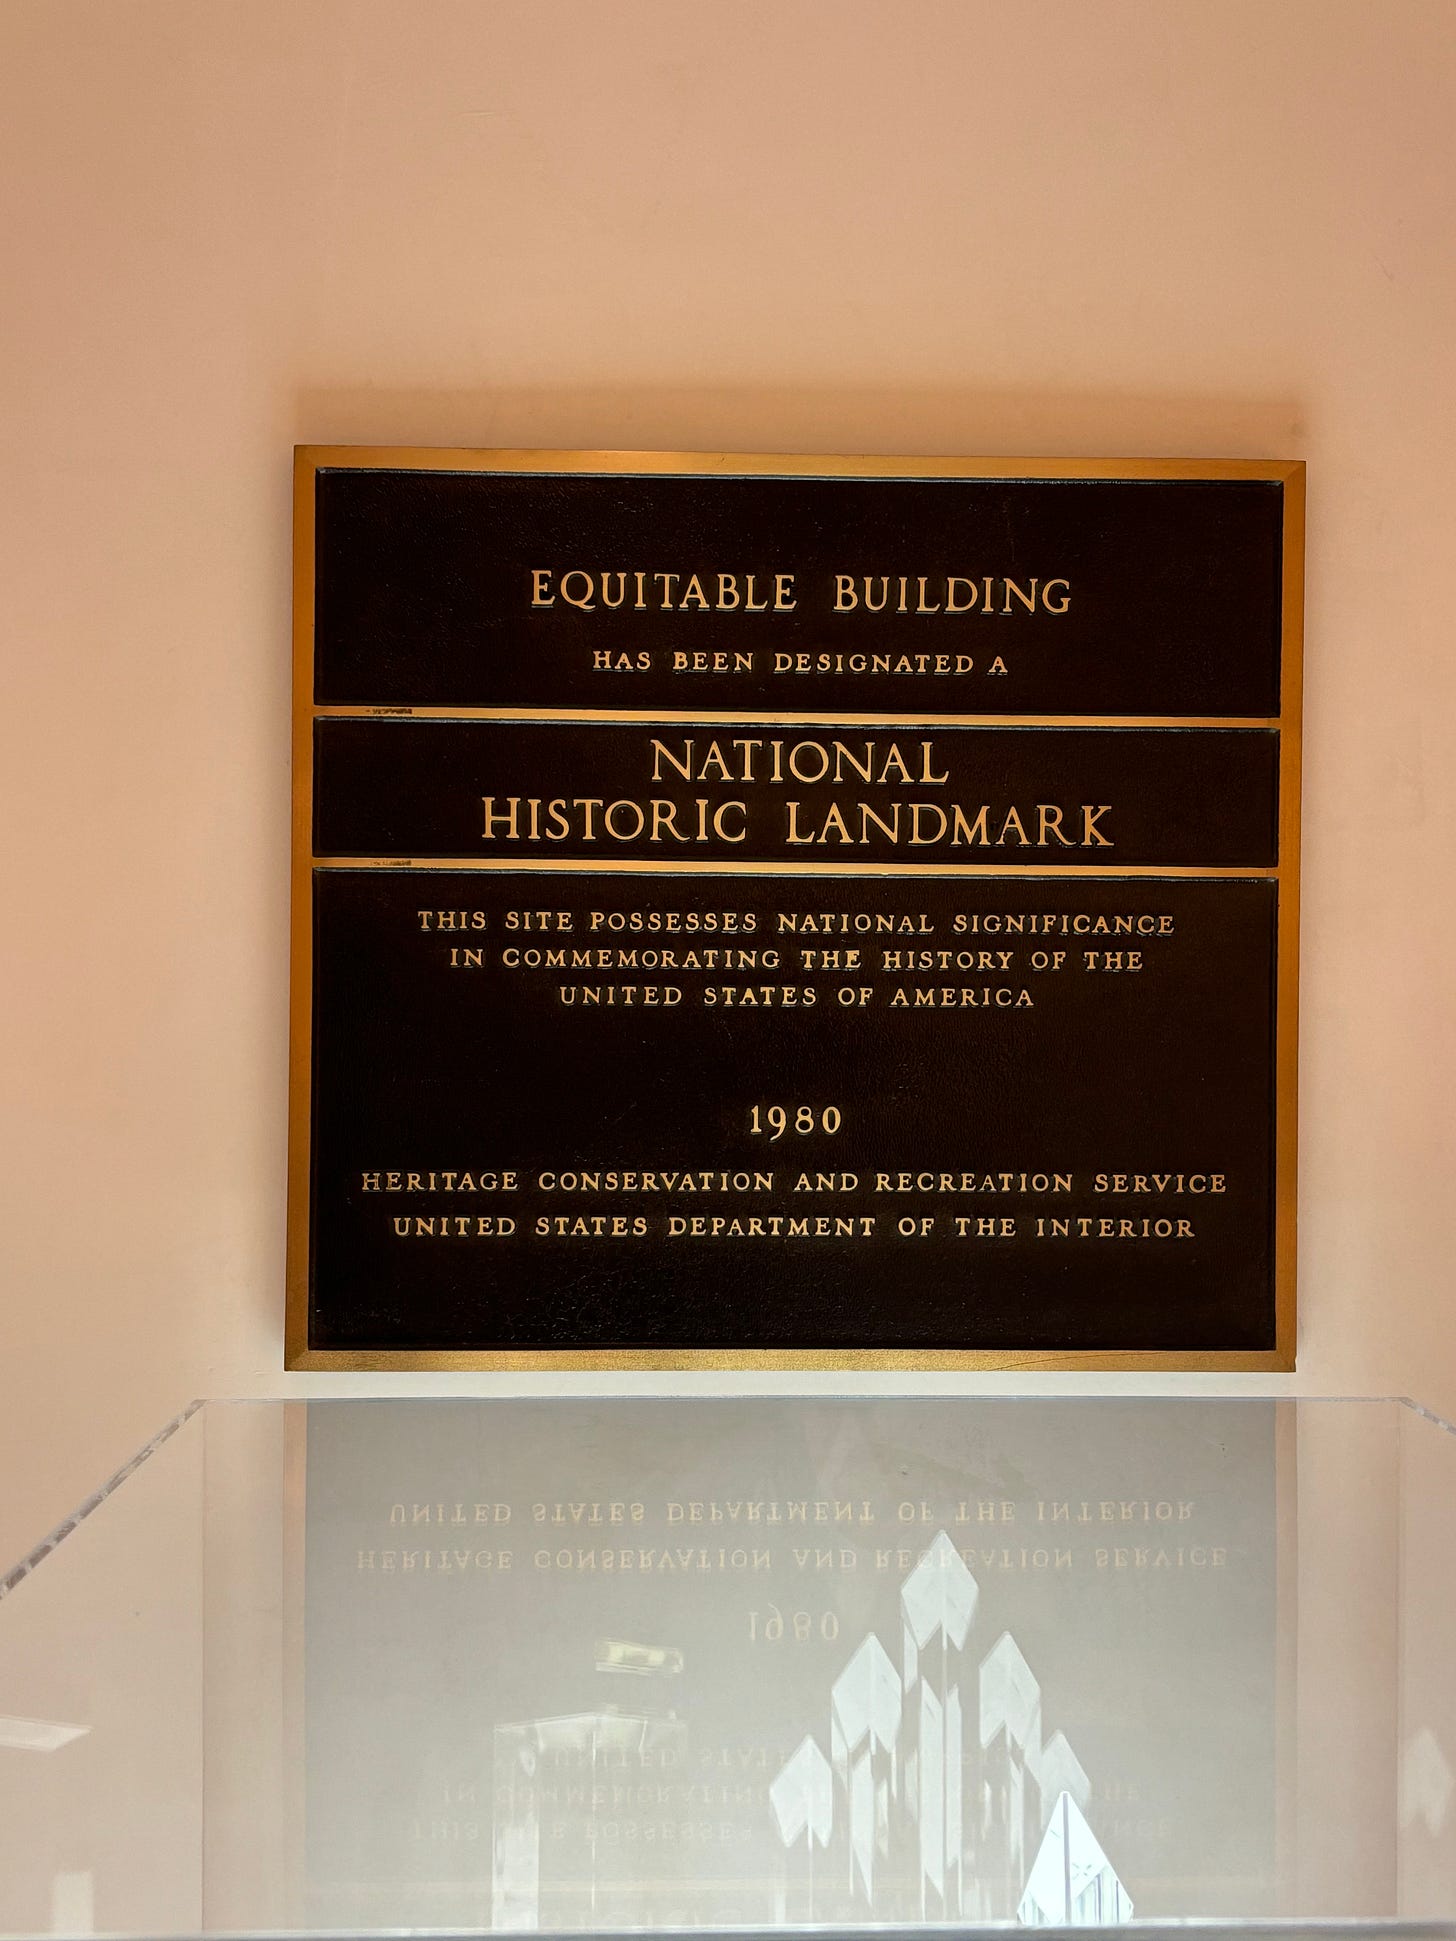 EQUITABLE BUILDING
HAS BEEN DESIGNATED A
NATIONAL
HISTORIC LANDMARK
THIS SITE POSSESSES NATIONAL SIGNIFICANCE
IN COMMEMORATING THE HISTORY OF THE
UNITED STATES OF AMERICA
1980
HERITAGE CONSERVATION AND RECREATION SERVICE
UNITED STATES DEPARTMENT OF THE INTERIOR